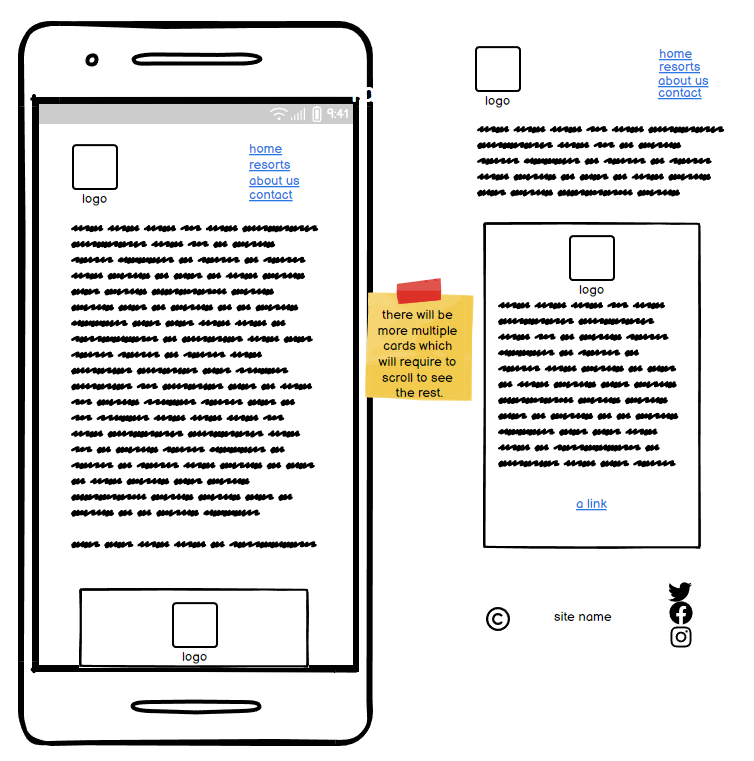 9:41
home
resorts
about us
contact
logo
logo
there will be
more multiple
cards which
will require to
scroll to see
the rest.
home
resorts
about us
contact
logo
logo
a link
©
site name